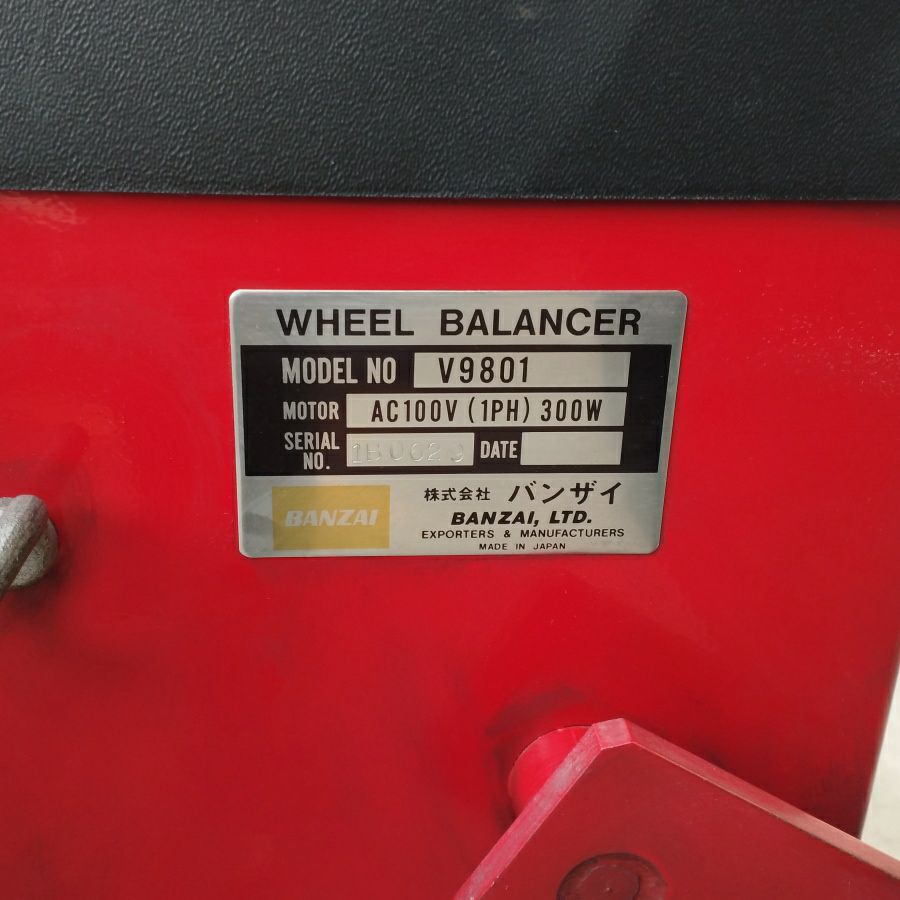 WHEEL BALANCER
MODEL NO V9801
MOTOR AC100V (1PH) 300W
SERIAL NO. 1B0629 DATE
BANZAI
株式会社 バンザイ
BANZAI, LTD.
EXPORTERS & MANUFACTURERS
MADE IN JAPAN